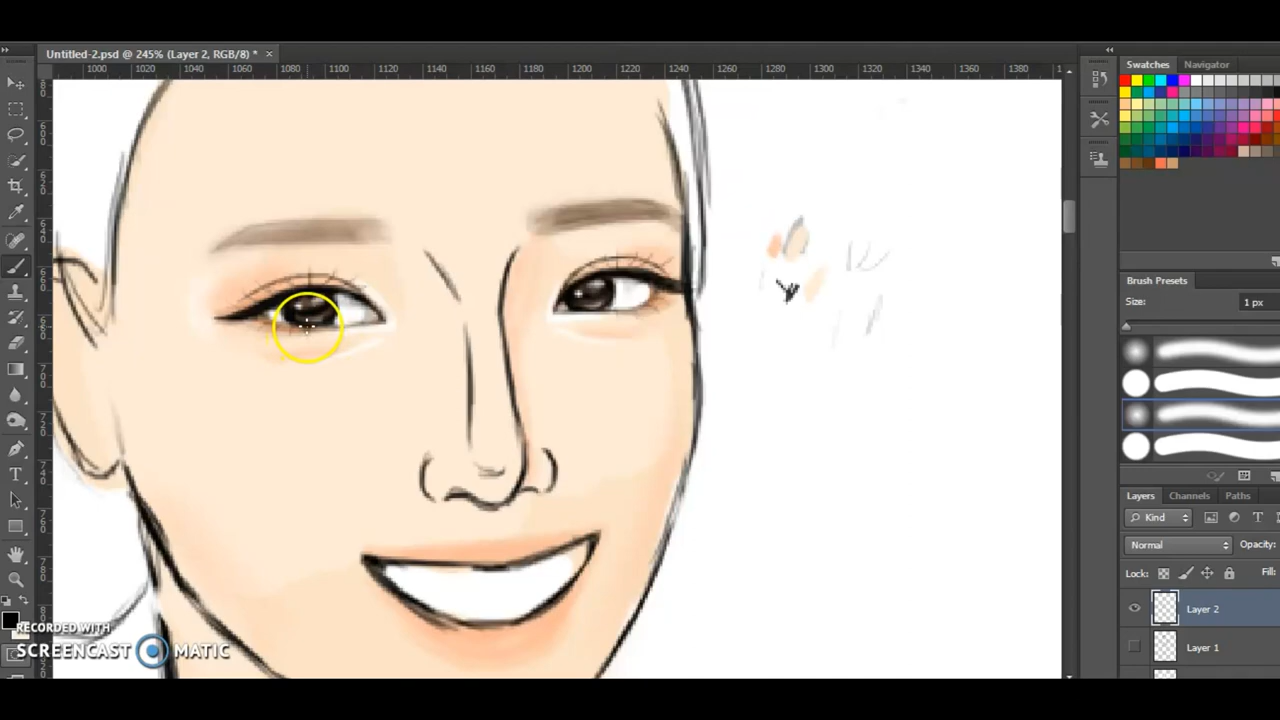 Untitled-2.psd @ 245% (Layer 2, RGB/8) *
1000 1020 1040 1060 1080 1100 1120 1140 1160 1180 1200 1220 1240 1260 1280 1300 1320 1340 1360 1380
Swatches Navigator
Brush Presets
Size: 1 px
Layers Channels Paths
Kind
Normal Opacity:
Lock: Fill:
Layer 2
Layer 1
RECORDED WITH
SCREENCAST MATIC